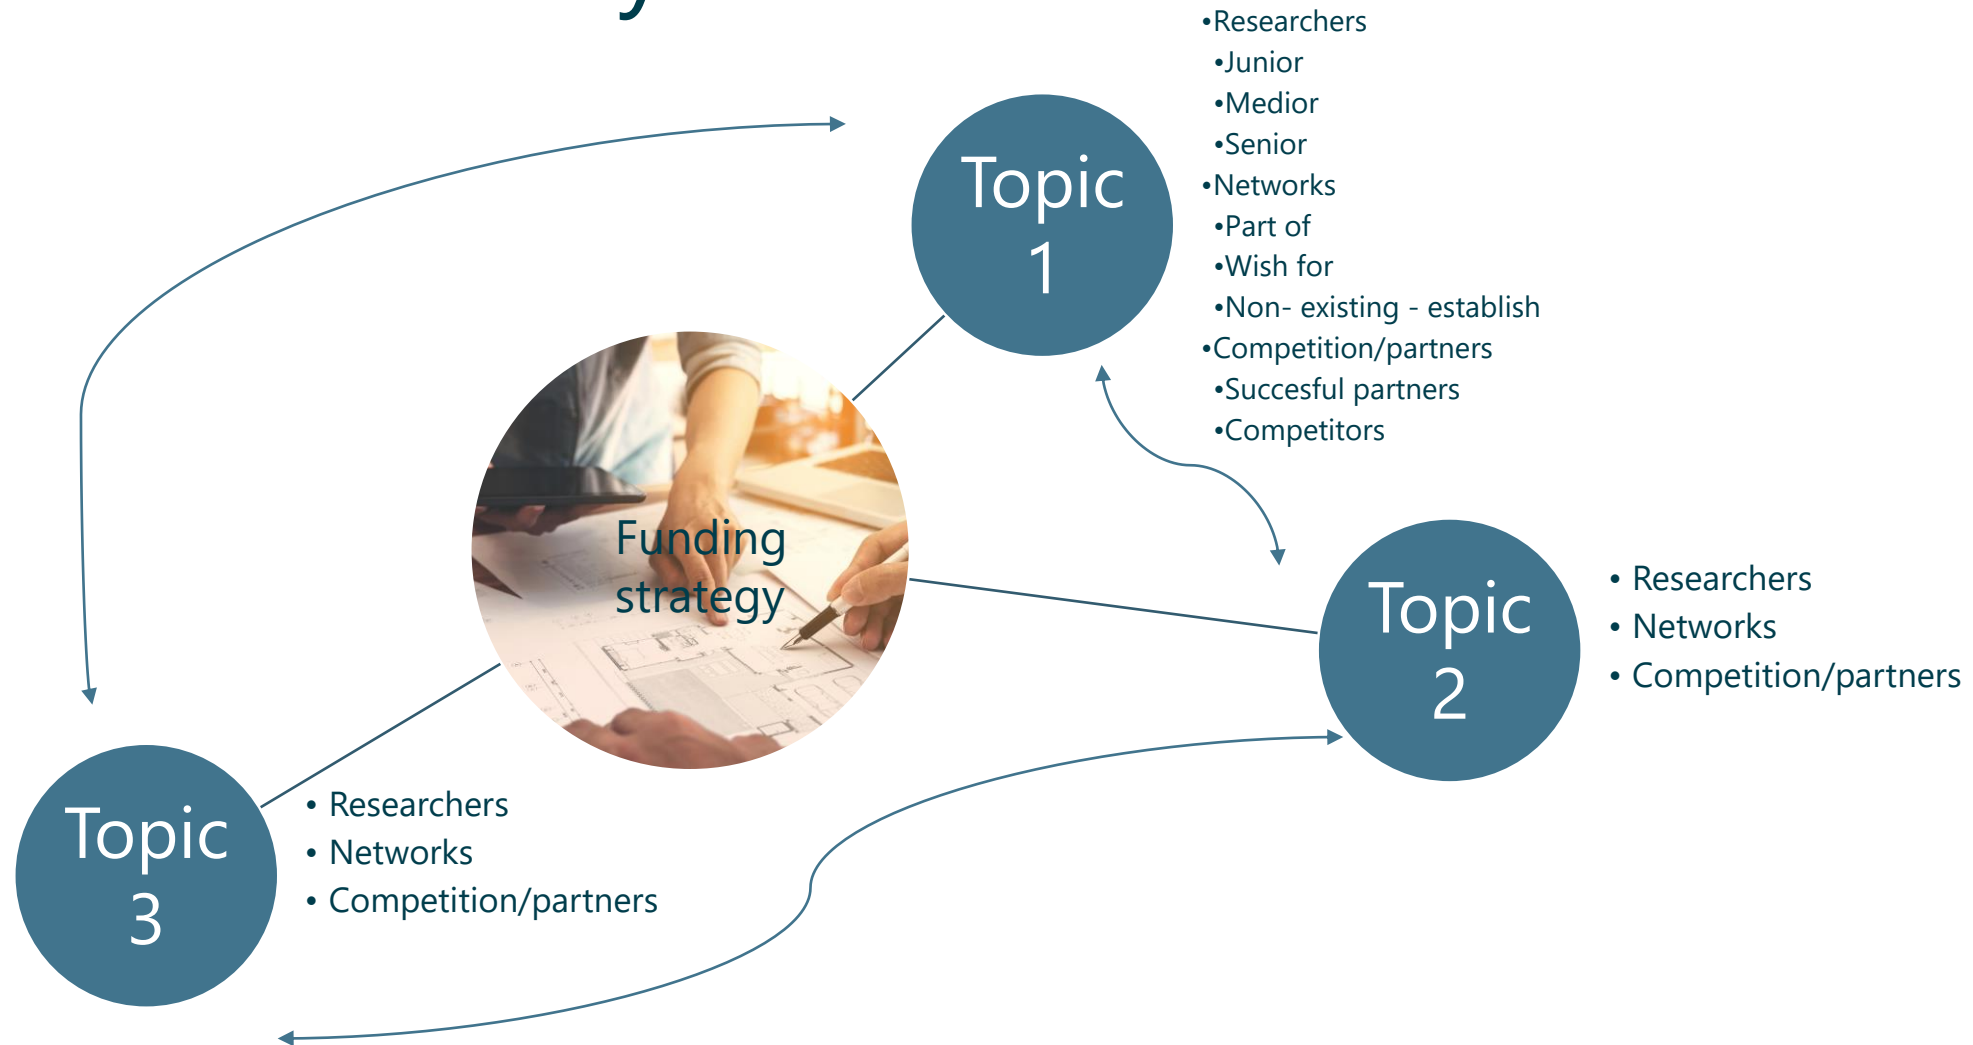 •Researchers
•Junior
•Medior
•Senior
•Networks
•Part of
•Wish for
•Non- existing - establish
•Competition/partners
•Succesful partners
•Competitors
Topic
1
Funding
strategy
Topic
2
• Researchers
• Networks
• Competition/partners
Topic
3
• Researchers
• Networks
• Competition/partners